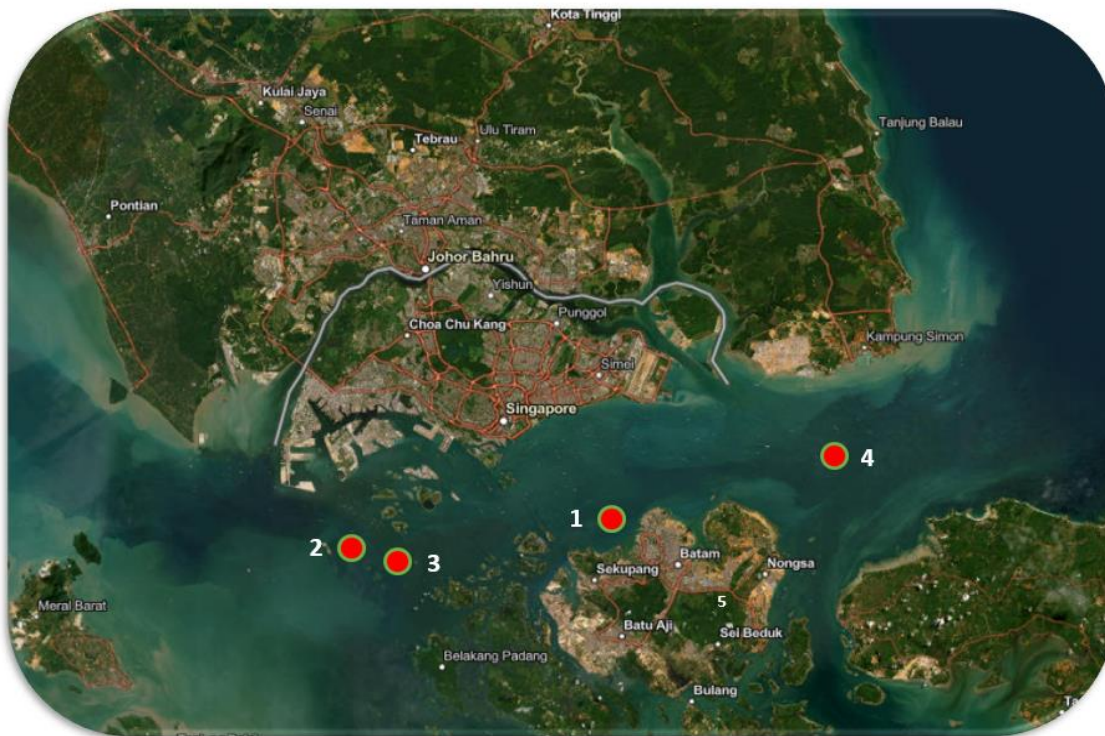 Kota Tinggi
Kulai Jaya
Senai
Tanjung Balau
Ulu Tiram
Tebrau
Pontian
Taman Aman
Johor Bahru
Yishun
Punggol
Choa Chu Kang
Kampung Simon
Simei
Singapore
4
1
2
3
Batam
Nongsa
Sekupang
5
Meral Barat
Batu Aji
Sei Beduk
Belakang Padang
Bulang